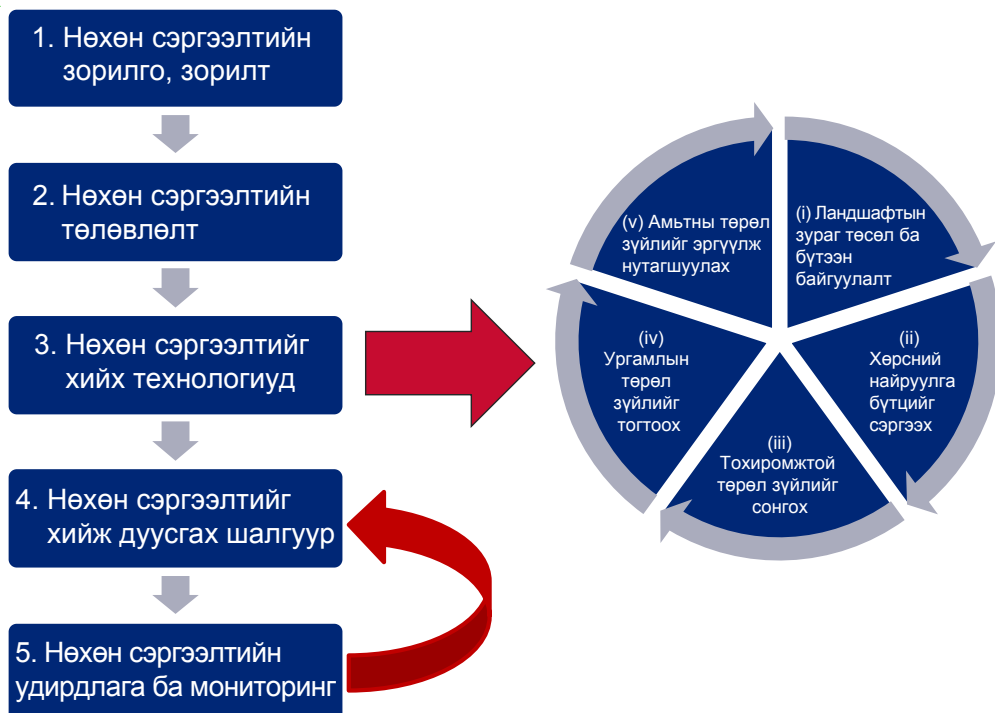 1. Нөхөн сэргээлтийн
зорилго, зорилт
2. Нөхөн сэргээлтийн
төлөвлөлт
3. Нөхөн сэргээлтийг
хийх технологиуд
4. Нөхөн сэргээлтийг
хийж дуусгах шалгуур
5. Нөхөн сэргээлтийн
удирдлага ба мониторинг
(i) Ландшафтын
зураг төсөл ба
бүтээн
байгуулалт
(ii)
Хөрсний
найруулга
бүтцийг
сэргээх
(iii)
Тохиромжтой
төрөл зүйлийг
сонгох
(iv)
Ургамлын
төрөл
зүйлийг
тогтоох
(v) Амьтны төрөл
зүйлийг эргүүлж
нутагшуулах